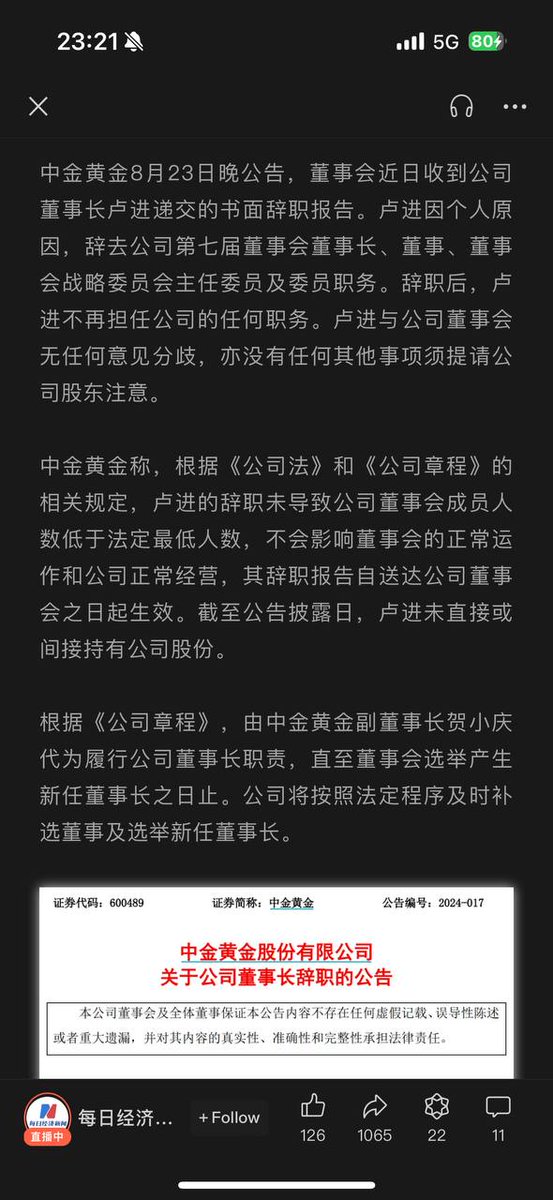 23:21
5G
80
中金黄金8月23日晚公告，董事会近日收到公司
董事长卢进递交的书面辞职报告。卢进因个人原
因，辞去公司第七届董事会董事长、董事、董事
会战略委员会主任委员及委员职务。辞职后，卢
进不再担任公司的任何职务。卢进与公司董事会
无任何意见分歧，亦没有任何其他事项须提请公
司股东注意。
中金黄金称，根据《公司法》和《公司章程》的
相关规定，卢进的辞职未导致公司董事会成员人
数低于法定最低人数，不会影响董事会的正常运
作和公司正常经营，其辞职报告自送达公司董事
会之日起生效。截至公告披露日，卢进未直接或
间接持有公司股份。
根据《公司章程》，由中金黄金副董事长贺小庆
代为履行公司董事长职责，直至董事会选举产生
新任董事长之日止。公司将按照法定程序及时补
选董事及选举新任董事长。
证券代码：600489 证券简称：中金黄金 公告编号：2024-017
中金黄金股份有限公司
关于公司董事长辞职的公告
本公司董事会及全体董事保证本公告内容不存在任何虚假记载、误导性陈述
或者重大遗漏，并对其内容的真实性、准确性和完整性承担法律责任。
每日经济新闻
直播中
每日经济...
+Follow
126
1065
22
11